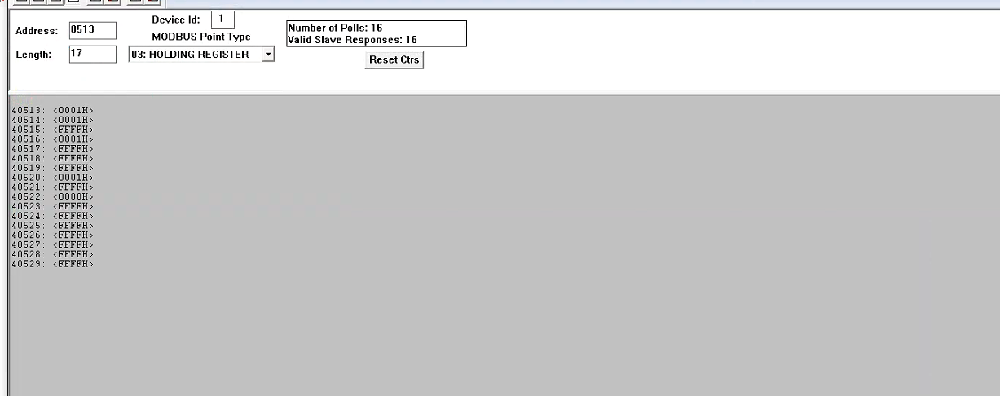 Address: 0513
Device Id: 1
MODBUS Point Type
Number of Polls: 16
Valid Slave Responses: 16
Length: 17
03: HOLDING REGISTER
Reset Ctrs
40513: <0001H>
40514: <0001H>
40515: <FFFFH>
40516: <0001H>
40517: <FFFFH>
40518: <FFFFH>
40519: <FFFFH>
40520: <0001H>
40521: <FFFFH>
40522: <0000H>
40523: <FFFFH>
40524: <FFFFH>
40525: <FFFFH>
40526: <FFFFH>
40527: <FFFFH>
40528: <FFFFH>
40529: <FFFFH>